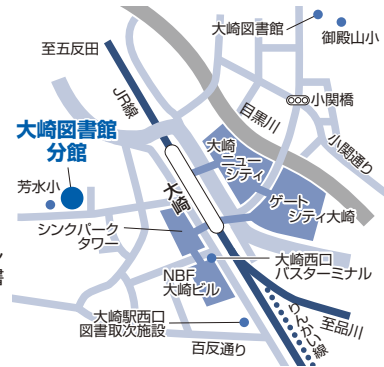 大崎図書館
御殿山小
至五反田
JR線
目黒川
小関橋
小関通り
大崎図書館
分館
芳水小
大崎
ニュー
シティ
大崎
ゲート
シティ大崎
シンクパーク
タワー
NBF
大崎ビル
大崎西口
バスターミナル
大崎駅西口
図書取次施設
百反通り
りんかい線
至品川
書